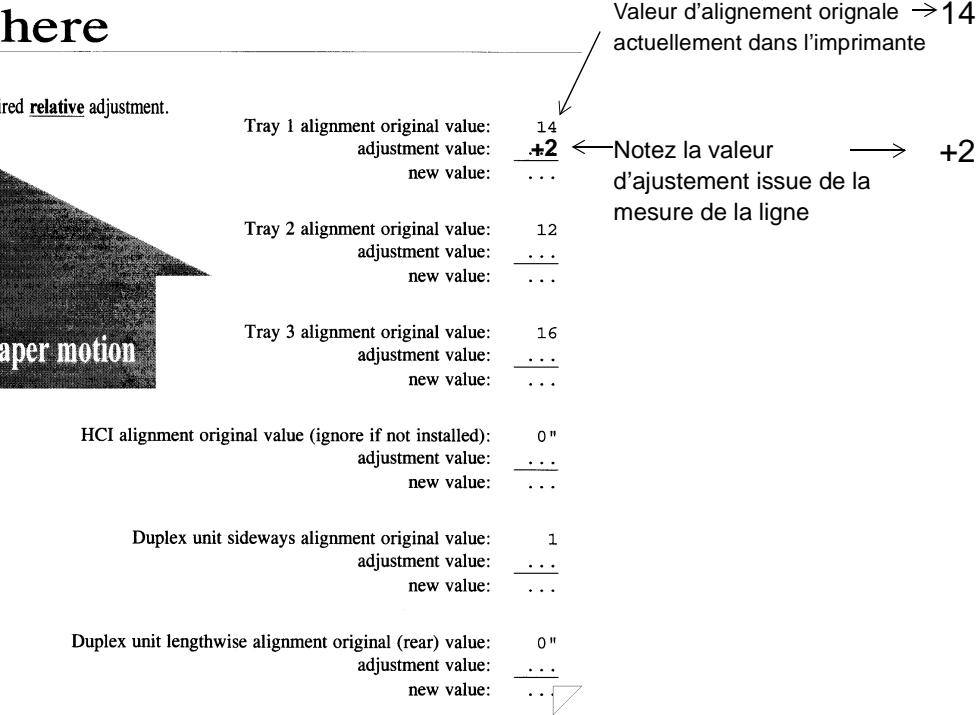 here
Valeur d'alignement orignale → 14
actuellement dans l'imprimante
ired relative adjustment.
Tray 1 alignment original value: 14
adjustment value: .+2
new value: ...
Notez la valeur → +2
d'ajustement issue de la
mesure de la ligne
Tray 2 alignment original value: 12
adjustment value: ...
new value: ...
aper motion
Tray 3 alignment original value: 16
adjustment value: ...
new value: ...
HCI alignment original value (ignore if not installed): 0"
adjustment value: ...
new value: ...
Duplex unit sideways alignment original value: 1
adjustment value: ...
new value: ...
Duplex unit lengthwise alignment original (rear) value: 0"
adjustment value: ...
new value: ...